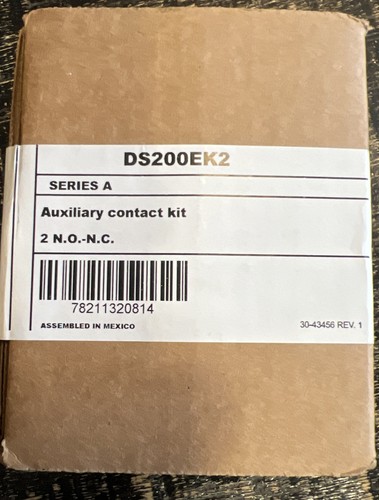 DS200EK2
SERIES A
Auxiliary contact kit
2 N.O.-N.C.
78211320814
ASSEMBLED IN MEXICO
30-43456 REV. 1